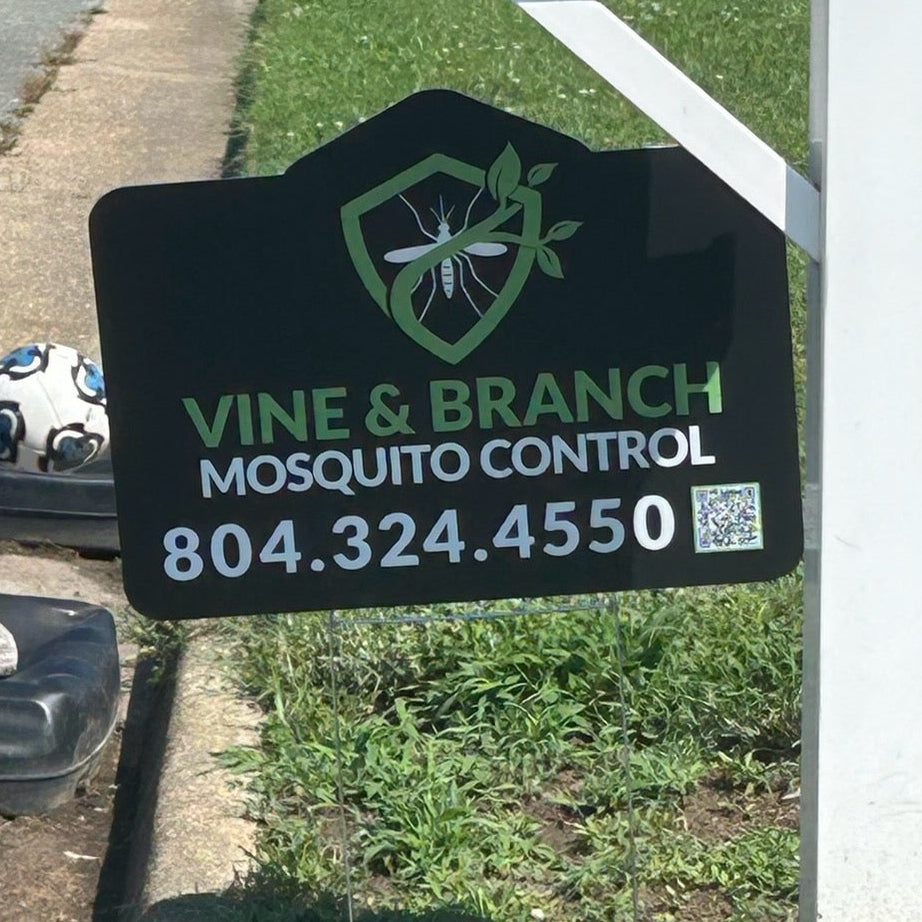 VINE & BRANCH
MOSQUITO CONTROL
804.324.4550